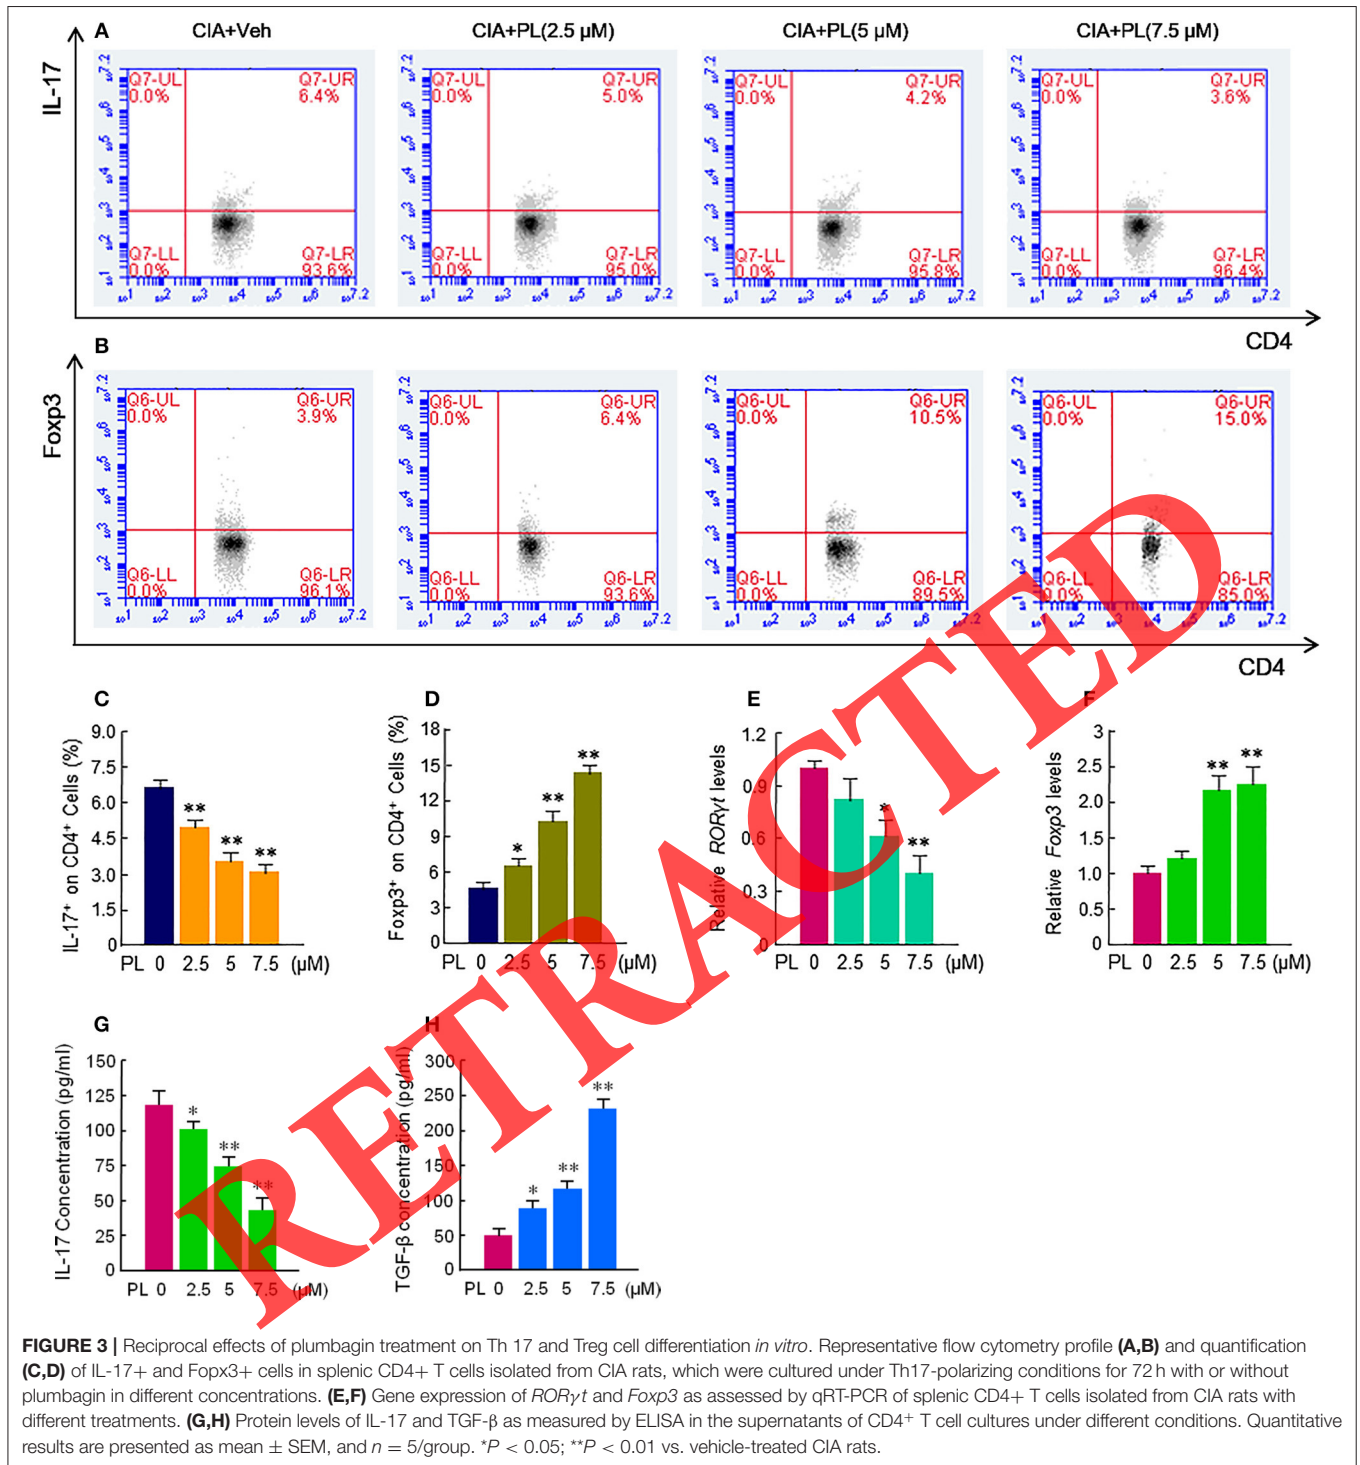 A
CIA+Veh
CIA+PL(2.5 µM)
CIA+PL(5 µM)
CIA+PL(7.5 µM)
IL-17
Q7-UL
0.0%
Q7-UR
6.4%
Q7-LL
0.0%
Q7-LR
93.6%
Q7-UL
0.0%
Q7-UR
5.0%
Q7-LL
0.0%
Q7-LR
95.0%
Q7-UL
0.0%
Q7-UR
4.2%
Q7-LL
0.0%
Q7-LR
95.8%
Q7-UL
0.0%
Q7-UR
3.6%
Q7-LL
0.0%
Q7-LR
96.4%
CD4
B
Foxp3
Q6-UL
0.0%
Q6-UR
3.9%
Q6-LL
0.0%
Q6-LR
96.1%
Q6-UL
0.0%
Q6-UR
6.4%
Q6-LL
0.0%
Q6-LR
93.6%
Q6-UL
0.0%
Q6-UR
10.5%
Q6-LL
0.0%
Q6-LR
89.5%
Q6-UL
0.0%
Q6-UR
15.0%
Q6-LL
0.0%
Q6-LR
85.0%
CD4
C
IL-17⁺ on CD4⁺ Cells (%)
9.0
7.5
6.0
4.5
3.0
1.5
0
** ** **
PL 0 2.5 5 7.5 (µM)
D
Foxp3⁺ on CD4⁺ Cells (%)
18
15
12
9
6
3
0
* ** **
PL 0 2.5 5 7.5 (µM)
E
Relative RORγt levels
1.2
0.9
0.6
0.3
0
* **
PL 0 2.5 5 7.5 (µM)
F
Relative Foxp3 levels
3
2.5
2.0
1.5
1.0
0.5
0
** **
PL 0 2.5 5 7.5 (µM)
G
IL-17 Concentration (pg/ml)
150
125
100
75
50
25
0
* ** **
PL 0 2.5 5 7.5 (µM)
H
TGF-β concentration (pg/ml)
300
250
200
150
100
50
0
* ** **
PL 0 2.5 5 7.5 (µM)
RETRACTED
FIGURE 3 | Reciprocal effects of plumbagin treatment on Th 17 and Treg cell differentiation in vitro. Representative flow cytometry profile (A,B) and quantification
(C,D) of IL-17+ and Fopx3+ cells in splenic CD4+ T cells isolated from CIA rats, which were cultured under Th17-polarizing conditions for 72 h with or without
plumbagin in different concentrations. (E,F) Gene expression of RORγt and Foxp3 as assessed by qRT-PCR of splenic CD4+ T cells isolated from CIA rats with
different treatments. (G,H) Protein levels of IL-17 and TGF-β as measured by ELISA in the supernatants of CD4⁺ T cell cultures under different conditions. Quantitative
results are presented as mean ± SEM, and n = 5/group. *P < 0.05; **P < 0.01 vs. vehicle-treated CIA rats.